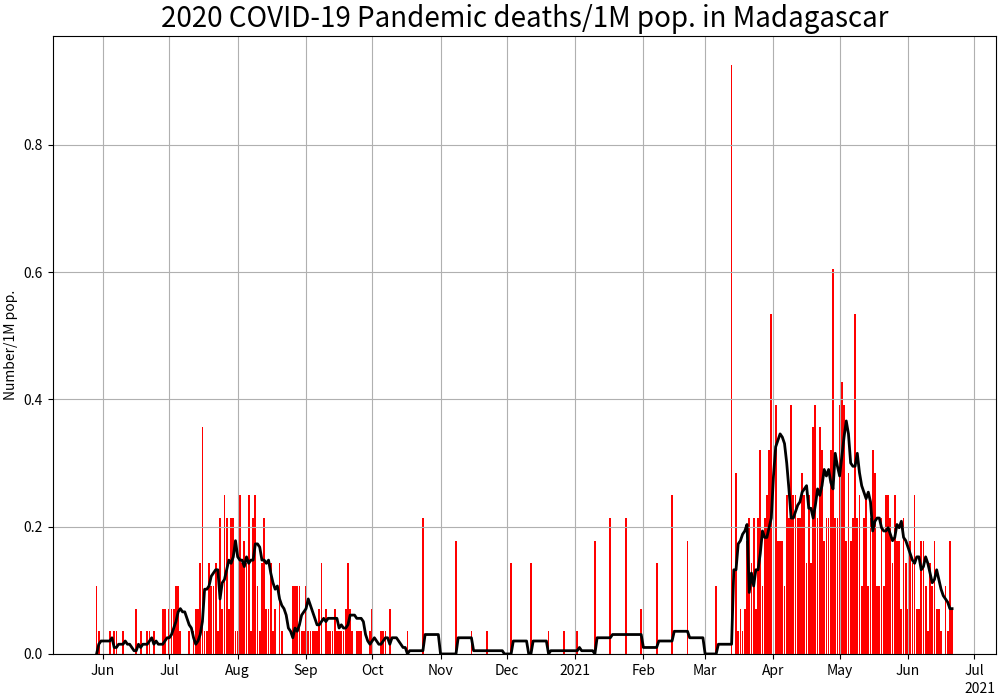 2020 COVID-19 Pandemic deaths/1M pop. in Madagascar
Number/1M pop.
0.8
0.6
0.4
0.2
0.0
Jun Jul Aug Sep Oct Nov Dec 2021 Feb Mar Apr May Jun Jul
2021